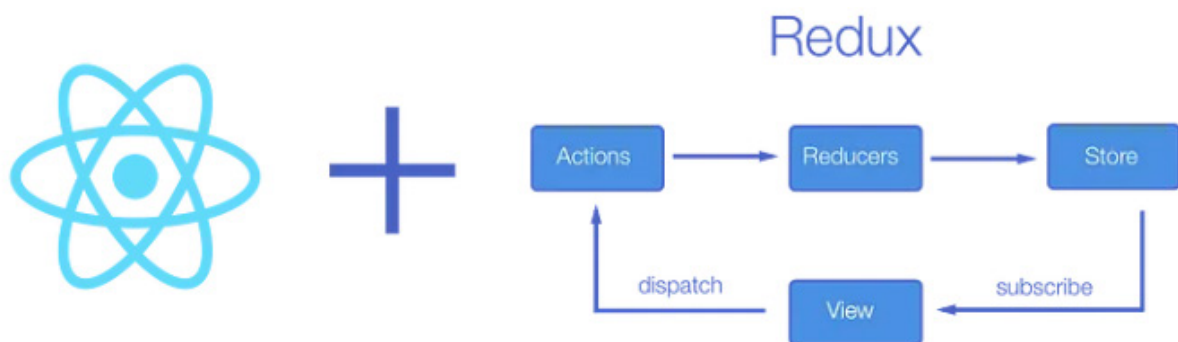 Redux
Actions
Reducers
Store
dispatch
subscribe
View